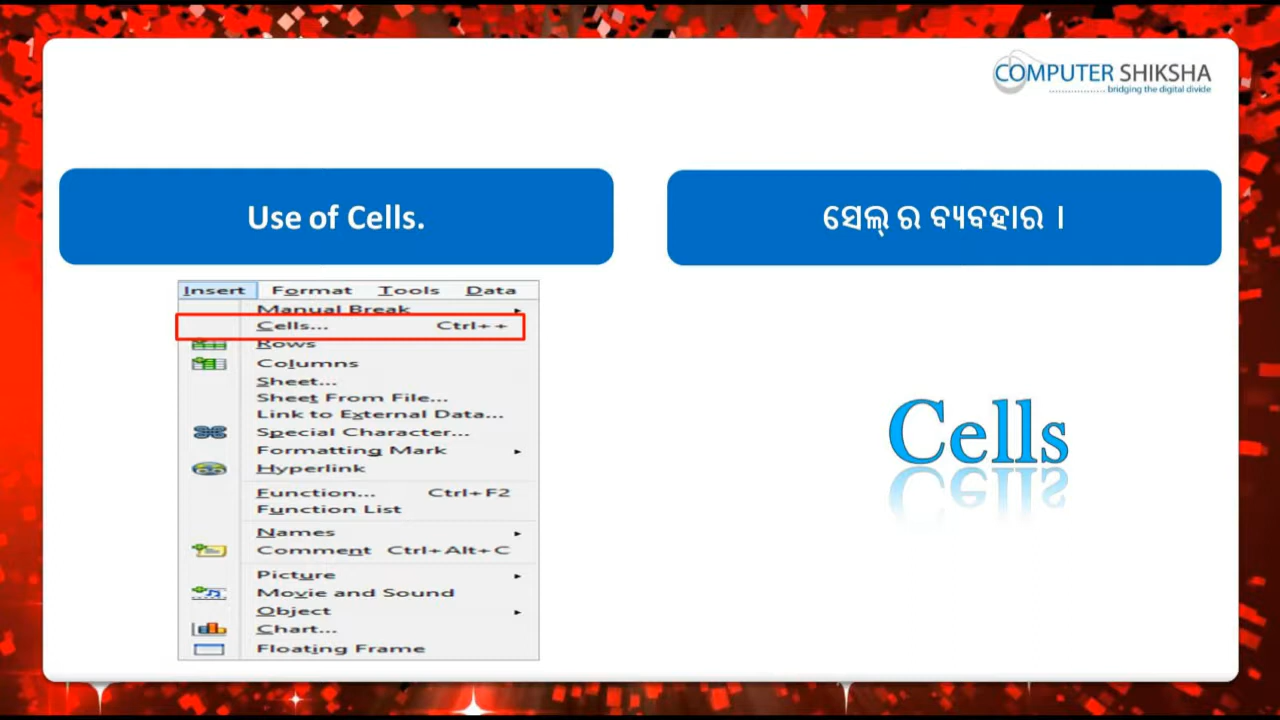 COMPUTER SHIKSHA
bridging the digital divide
Use of Cells.
ସେଲ୍ ର ବ୍ୟବହାର ।
Insert Format Tools Data
Manual Break
Cells... Ctrl++
Rows
Columns
Sheet...
Sheet From File...
Link to External Data...
Special Character...
Formatting Mark
Hyperlink
Function... Ctrl+F2
Function List
Names
Comment Ctrl+Alt+C
Picture
Movie and Sound
Object
Chart...
Floating Frame
Cells